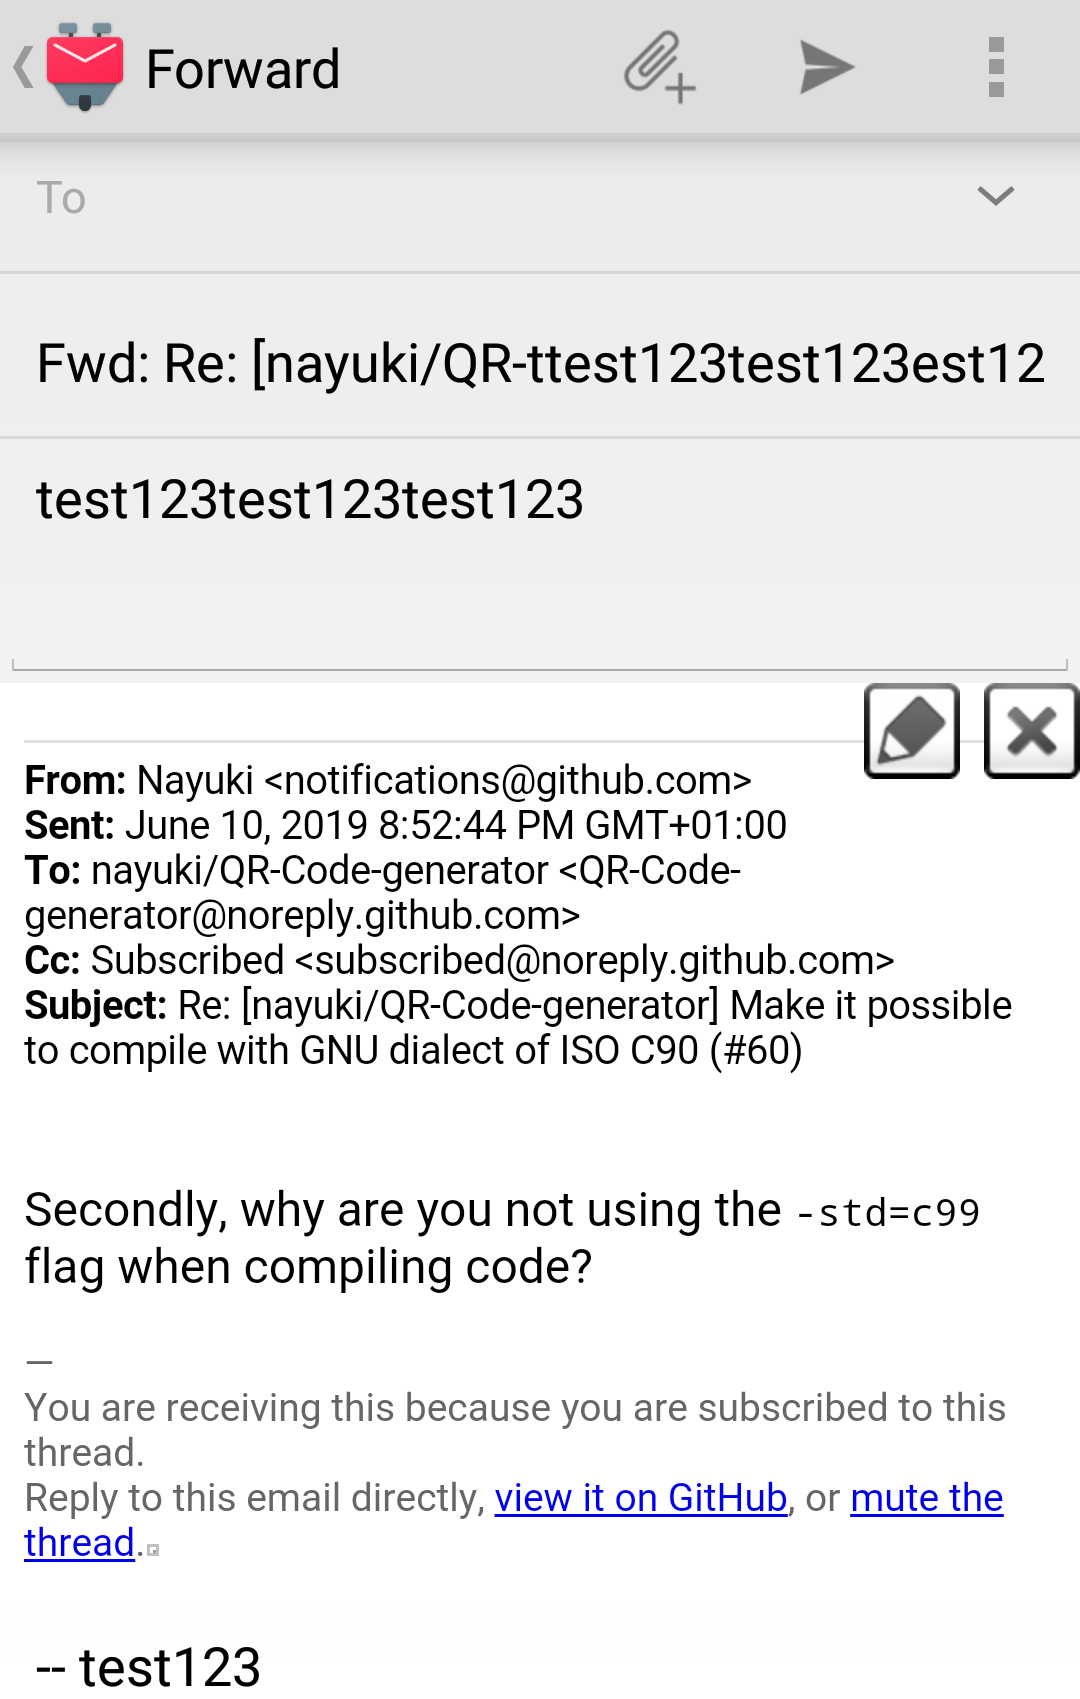 Forward
To
Fwd: Re: [nayuki/QR-ttest123test123est12
test123test123test123
From: Nayuki <notifications@github.com>
Sent: June 10, 2019 8:52:44 PM GMT+01:00
To: nayuki/QR-Code-generator <QR-Code-
generator@noreply.github.com>
Cc: Subscribed <subscribed@noreply.github.com>
Subject: Re: [nayuki/QR-Code-generator] Make it possible
to compile with GNU dialect of ISO C90 (#60)
Secondly, why are you not using the -std=c99
flag when compiling code?
—
You are receiving this because you are subscribed to this
thread.
Reply to this email directly, view it on GitHub, or mute the
thread.
-- test123